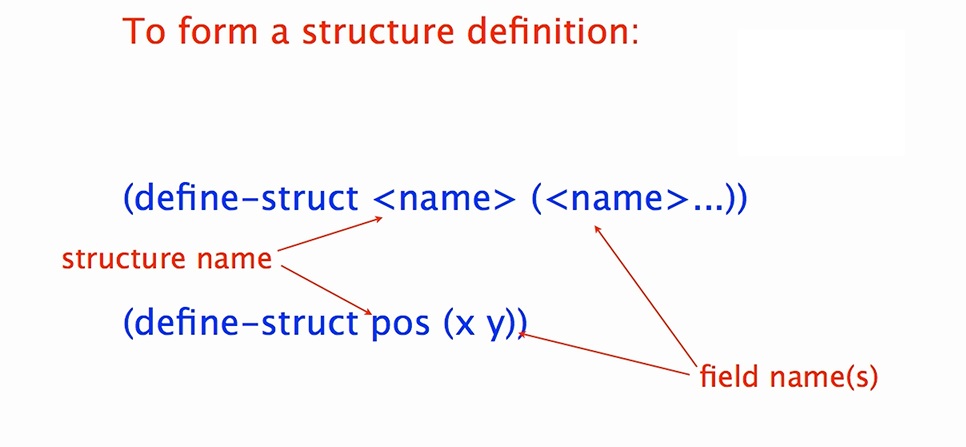 To form a structure definition:
(define-struct <name> (<name>...))
structure name
(define-struct pos (x y))
field name(s)